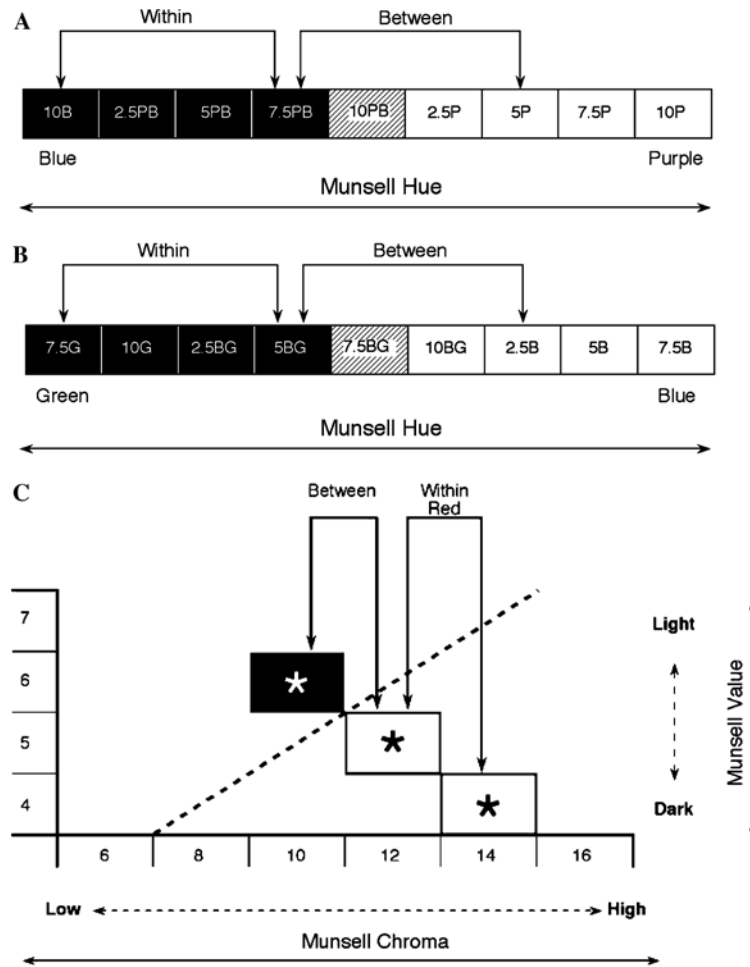 A
Within Between
10B 2.5PB 5PB 7.5PB 10PB 2.5P 5P 7.5P 10P
Blue Purple
Munsell Hue
B
Within Between
7.5G 10G 2.5BG 5BG 7.5BG 10BG 2.5B 5B 7.5B
Green Blue
Munsell Hue
C
Between Within
Red
7
Light
6
5
4
Dark
Munsell Value
6 8 10 12 14 16
Low High
Munsell Chroma